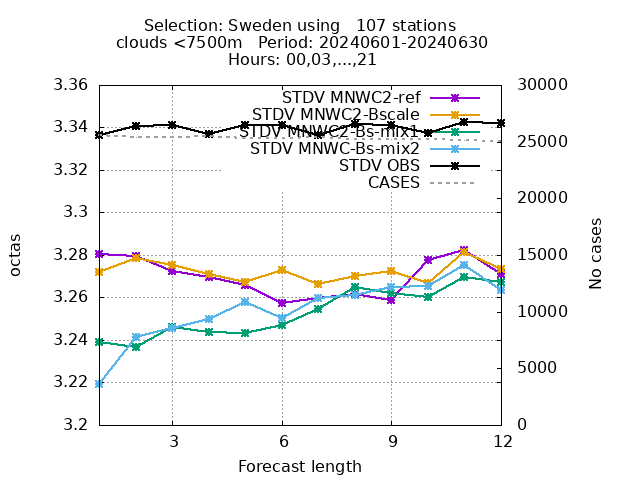 Selection: Sweden using   107 stations
clouds <7500m   Period: 20240601-20240630
Hours: 00,03,...,21
3.36
3.34
3.32
3.3
3.28
3.26
3.24
3.22
3.2
octas
STDV MNWC2-ref
STDV MNWC2-Bscale
STDV MNWC2-Bs-mix1
STDV MNWC-Bs-mix2
STDV OBS
CASES
30000
25000
20000
15000
10000
5000
0
No cases
3
6
9
12
Forecast length